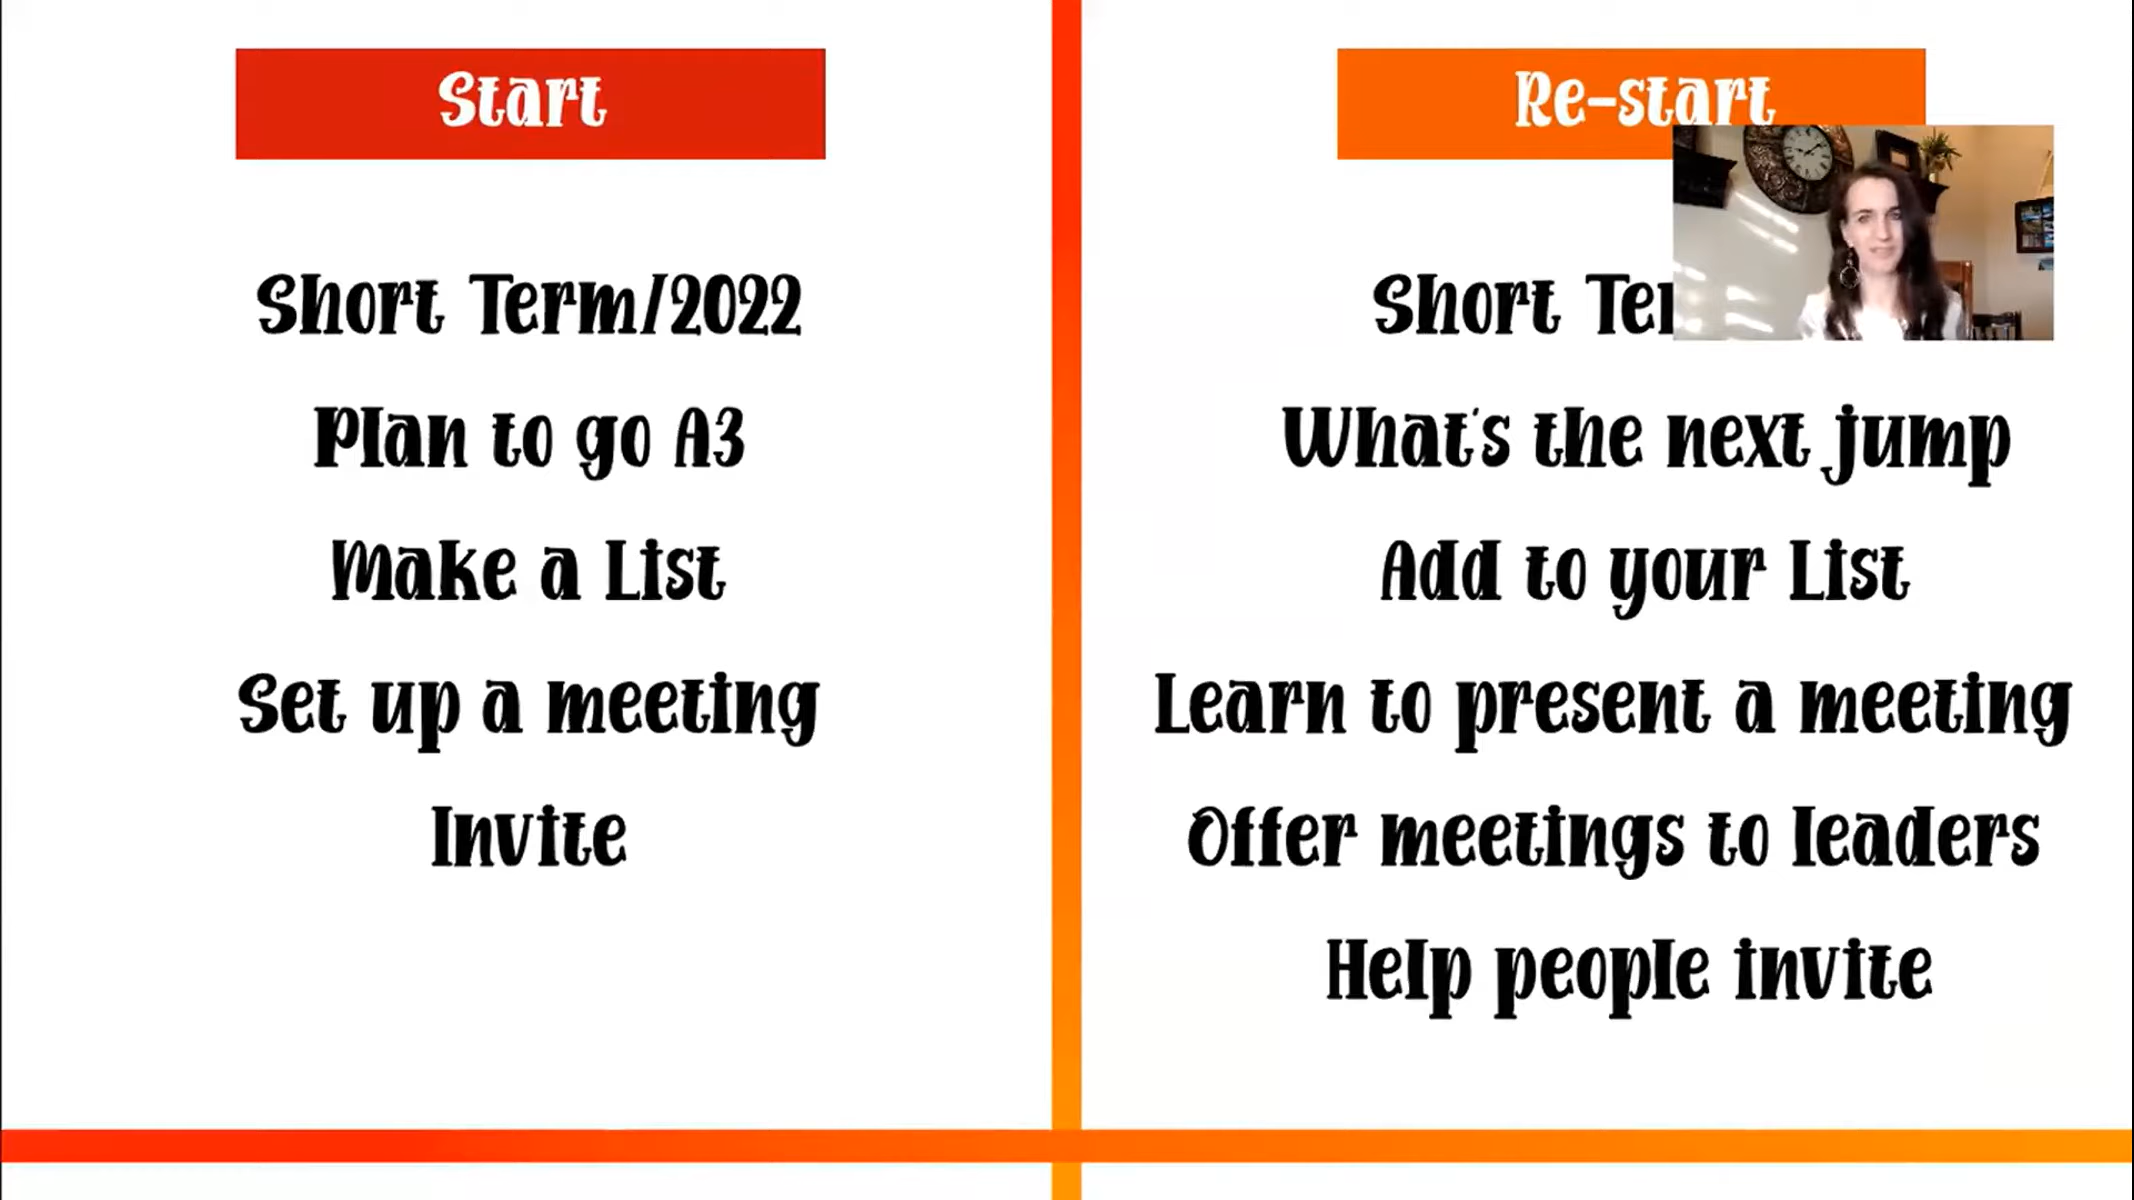 Start
Short Term/2022
Plan to go A3
Make a List
Set up a meeting
Invite
Re-start
Short
What's the next jump
Add to your List
Learn to present a meeting
Offer meetings to leaders
Help people invite